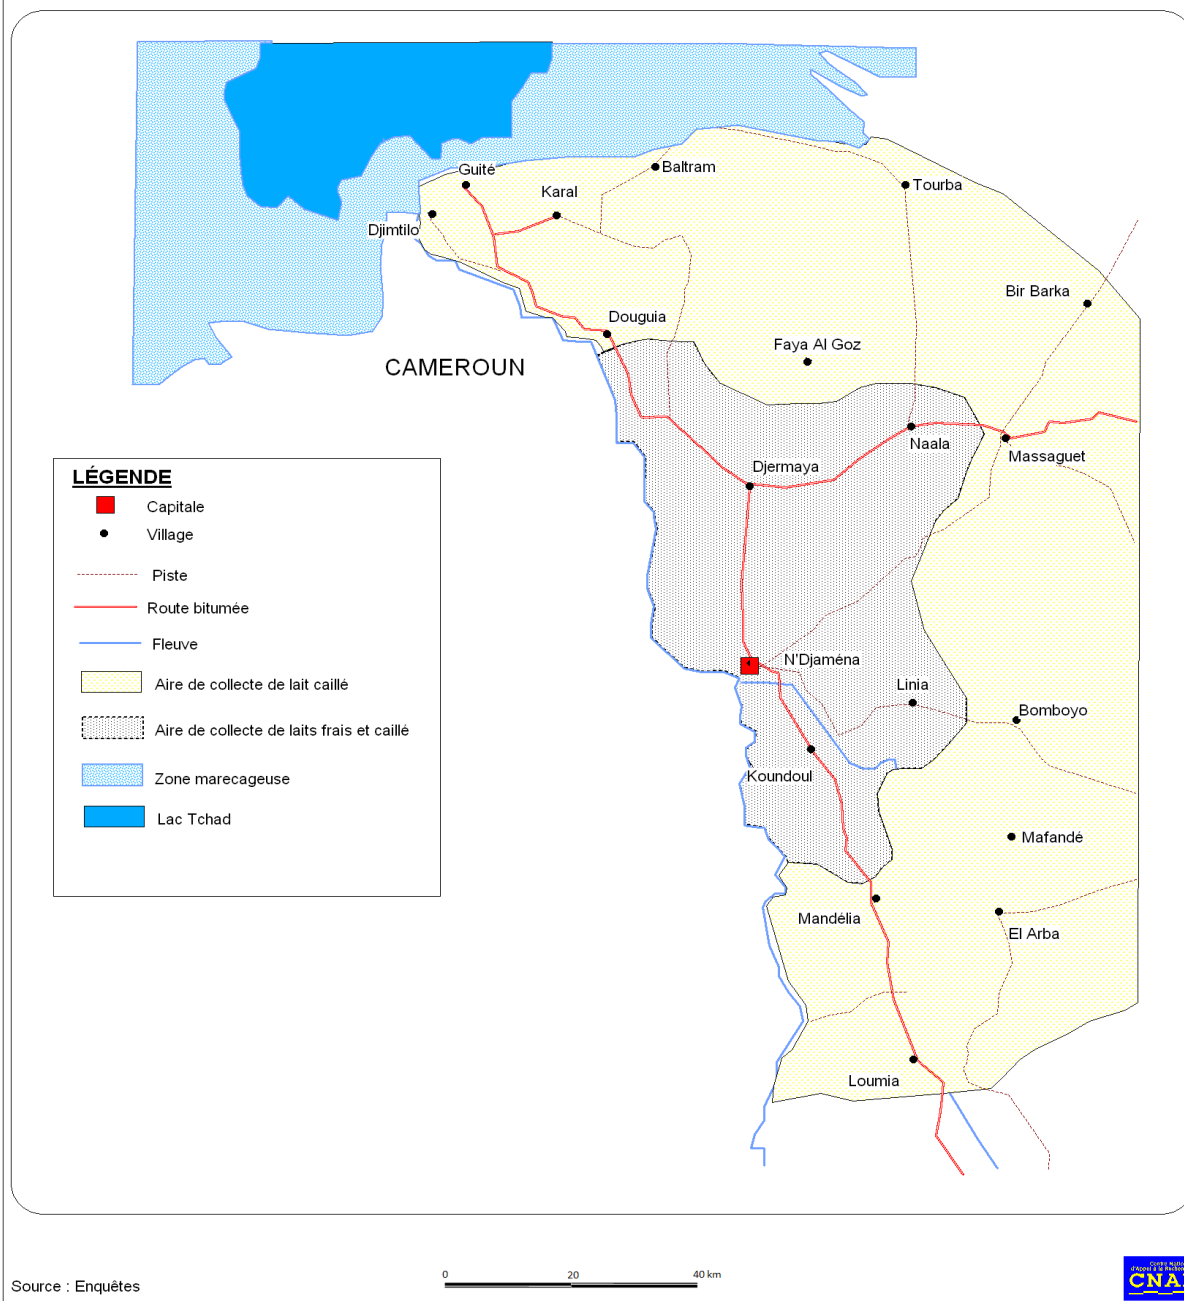 Guité
Baltram
Karal
Tourba
Djimtilo
Bir Barka
Douguia
Faya Al Goz
CAMEROUN
Naala
Massaguet
Djermaya
LÉGENDE
Capitale
Village
Piste
Route bitumée
Fleuve
Aire de collecte de lait caillé
Aire de collecte de laits frais et caillé
Zone marecageuse
Lac Tchad
N'Djaména
Linia
Bomboyo
Koundoul
Mafandé
Mandélia
El Arba
Loumia
0 20 40 km
Source : Enquêtes